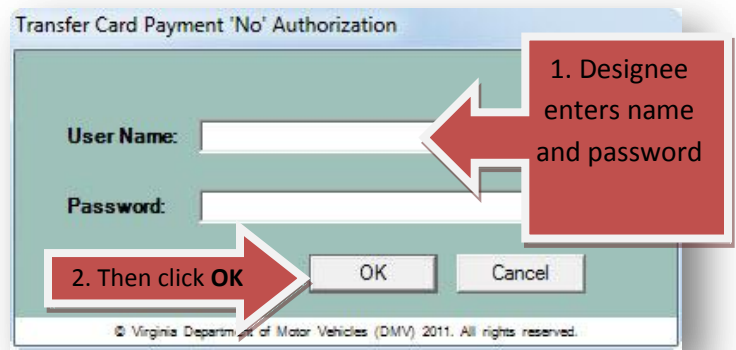 Transfer Card Payment 'No' Authorization
1. Designee
enters name
and password
User Name:
Password:
2. Then click OK
OK
Cancel
© Virginia Department of Motor Vehicles (DMV) 2011. All rights reserved.